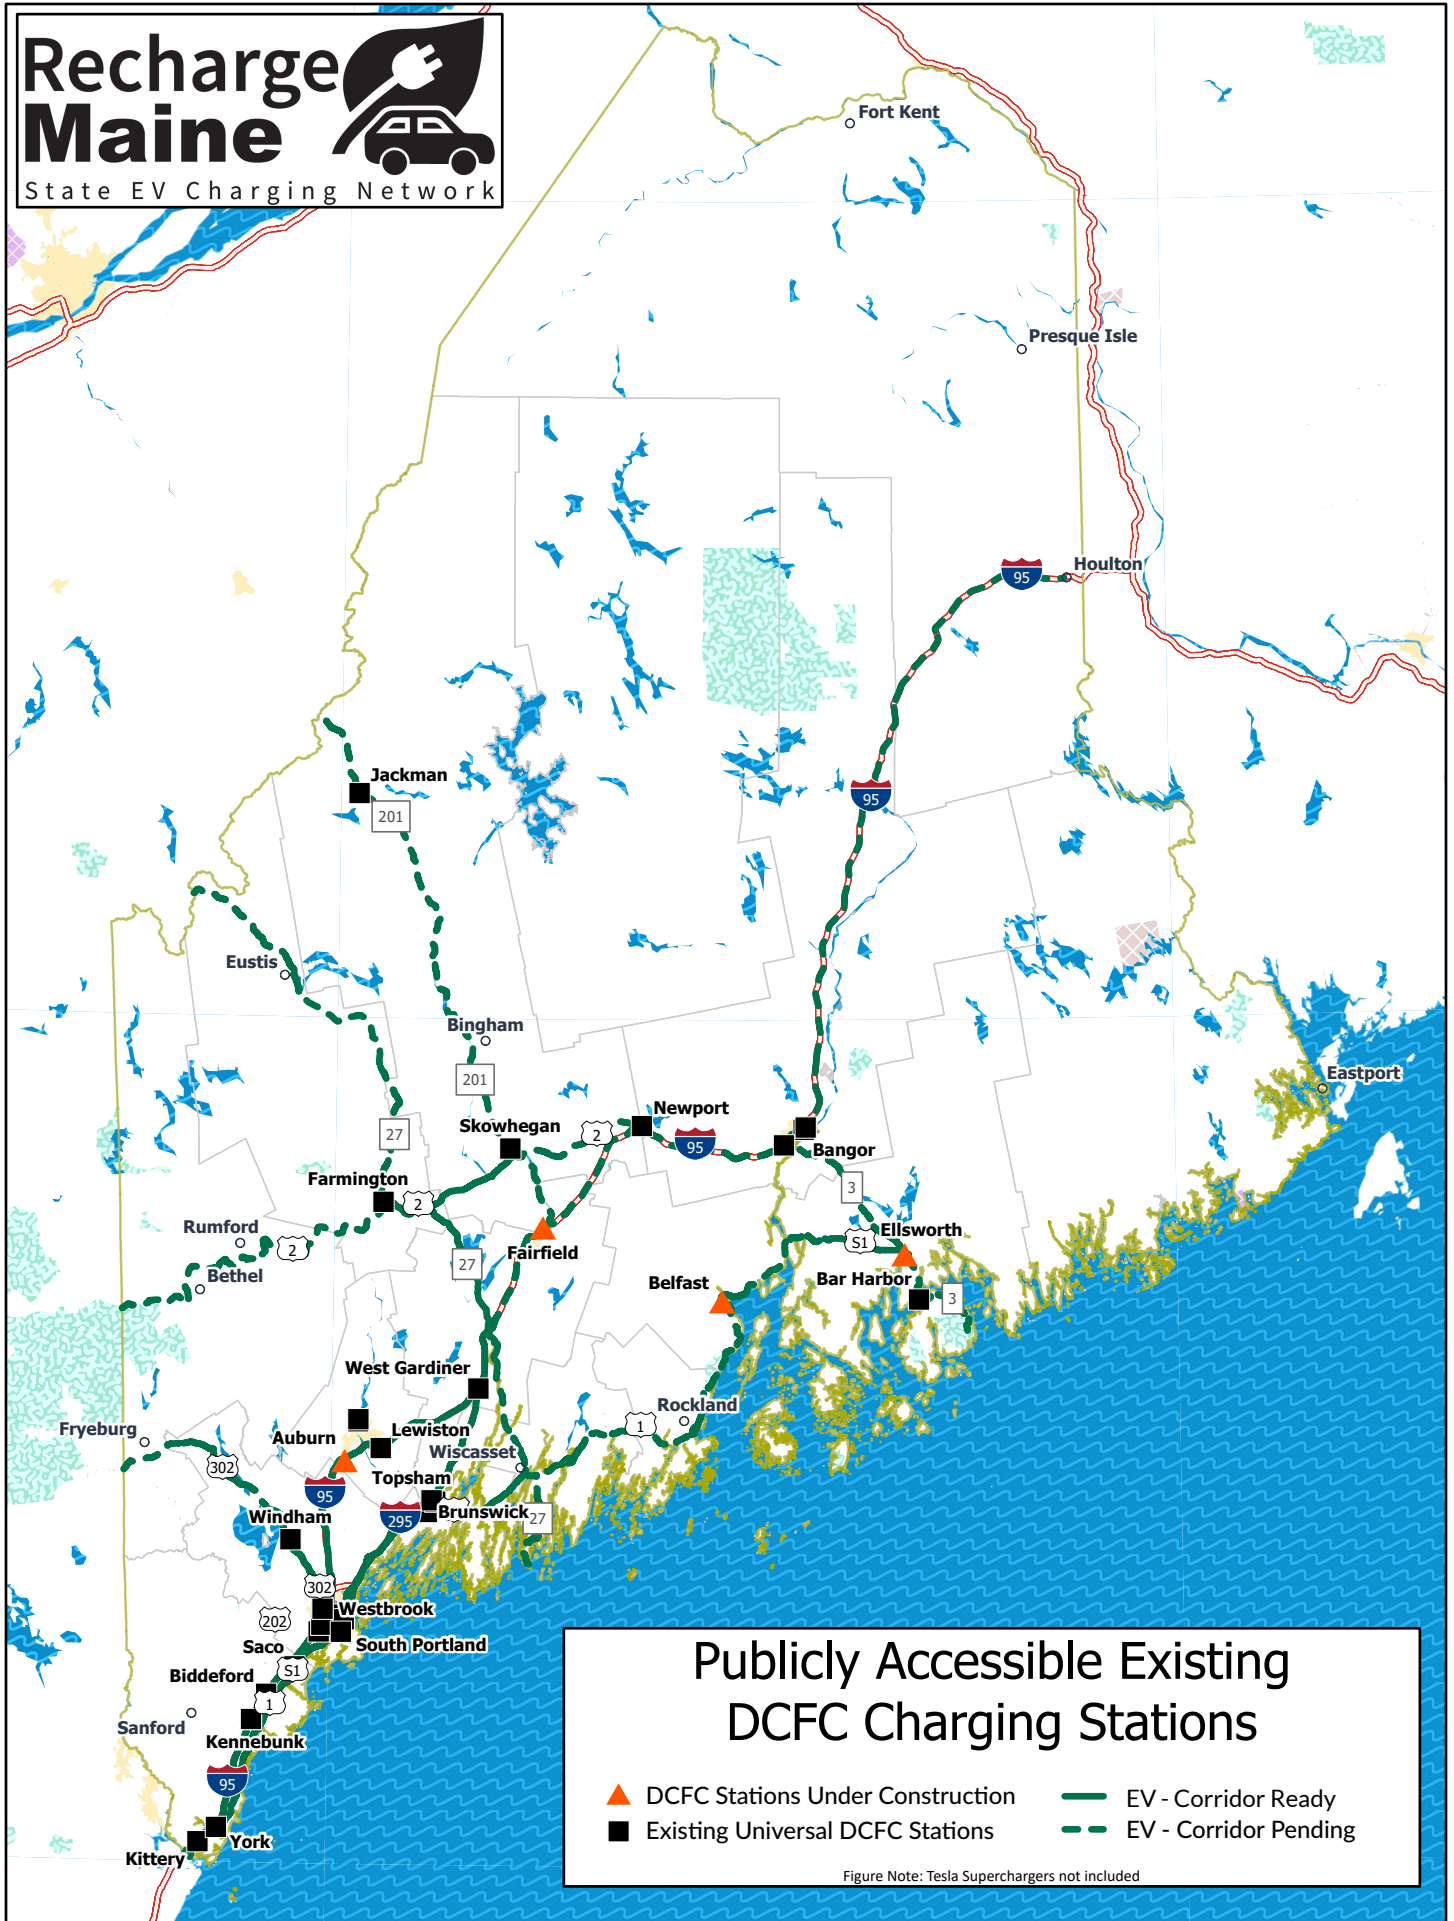 Recharge
Maine
State EV Charging Network
Fort Kent
Presque Isle
Houlton
95
95
Jackman
201
Eustis
Bingham
201
Eastport
Newport
Skowhegan
2
95
27
Bangor
Farmington
2
3
Rumford
2
Ellsworth
S1
Fairfield
27
Bethel
Belfast
Bar Harbor
3
West Gardiner
Rockland
1
Fryeburg
Auburn
Lewiston
Wiscasset
302
Topsham
95
Brunswick
295
27
Windham
302
Westbrook
202
Saco
South Portland
S1
Biddeford
1
Sanford
Kennebunk
95
York
Kittery
Publicly Accessible Existing
DCFC Charging Stations
DCFC Stations Under Construction
EV - Corridor Ready
Existing Universal DCFC Stations
EV - Corridor Pending
Figure Note: Tesla Superchargers not included